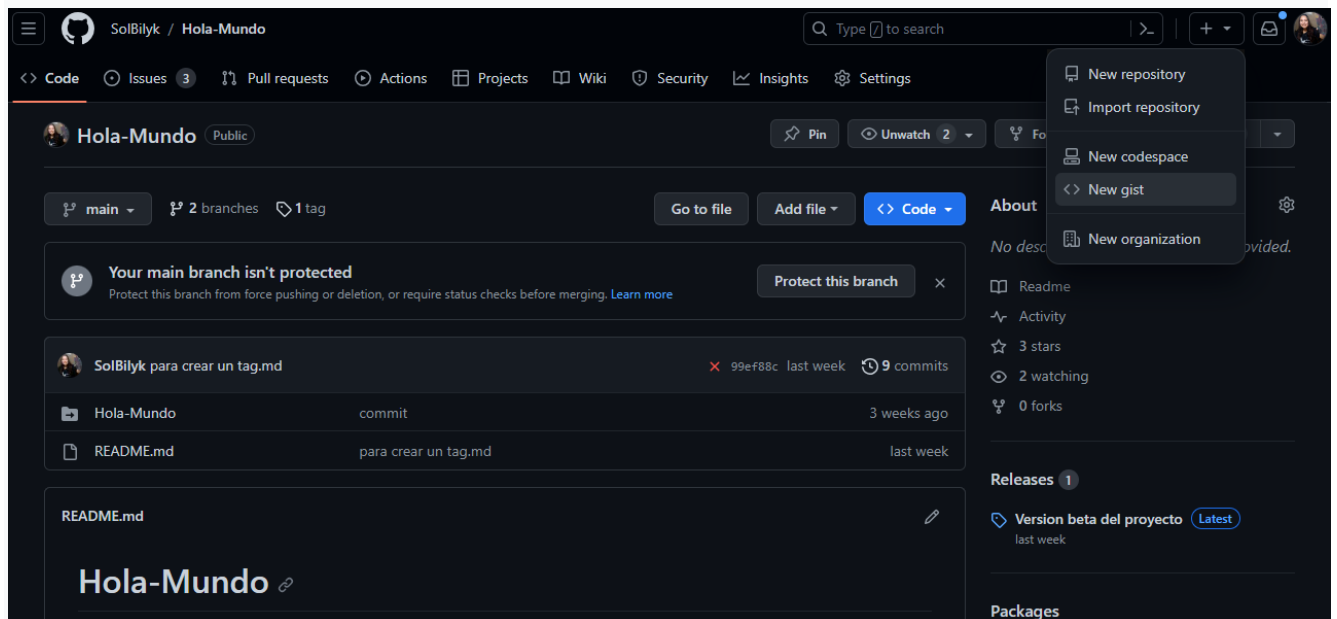 SolBilyk / Hola-Mundo
Type / to search
Code Issues 3 Pull requests Actions Projects Wiki Security Insights Settings
New repository
Import repository
New codespace
New gist
New organization
Hola-Mundo Public
Pin Unwatch 2
main 2 branches 1 tag
Go to file Add file Code
Your main branch isn't protected
Protect this branch from force pushing or deletion, or require status checks before merging. Learn more
Protect this branch
SolBilyk para crear un tag.md 99ef88c last week 9 commits
Hola-Mundo commit 3 weeks ago
README.md para crear un tag.md last week
README.md
Hola-Mundo
About
No
Readme
Activity
3 stars
2 watching
0 forks
Releases 1
Version beta del proyecto Latest
last week
Packages